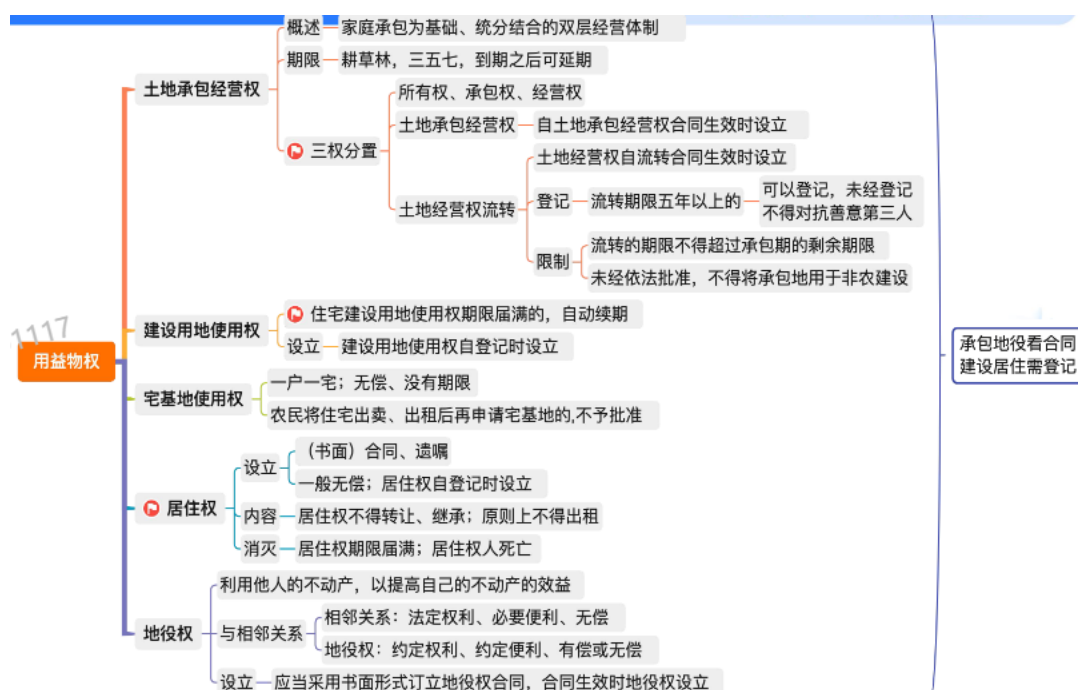 概述
家庭承包为基础、统分结合的双层经营体制
期限
耕草林，三五七，到期之后可延期
土地承包经营权
所有权、承包权、经营权
土地承包经营权
自土地承包经营权合同生效时设立
三权分置
土地经营权自流转合同生效时设立
土地经营权流转
登记
流转期限五年以上的
可以登记，未经登记
不得对抗善意第三人
限制
流转的期限不得超过承包期的剩余期限
未经依法批准，不得将承包地用于非农建设
1117
用益物权
建设用地使用权
住宅建设用地使用权期限届满的，自动续期
设立
建设用地使用权自登记时设立
承包地役看合同
建设居住需登记
宅基地使用权
一户一宅；无偿、没有期限
农民将住宅出卖、出租后再申请宅基地的,不予批准
居住权
设立
（书面）合同、遗嘱
一般无偿；居住权自登记时设立
内容
居住权不得转让、继承；原则上不得出租
消灭
居住权期限届满；居住权人死亡
地役权
利用他人的不动产，以提高自己的不动产的效益
与相邻关系
相邻关系：法定权利、必要便利、无偿
地役权：约定权利、约定便利、有偿或无偿
设立
应当采用书面形式订立地役权合同，合同生效时地役权设立